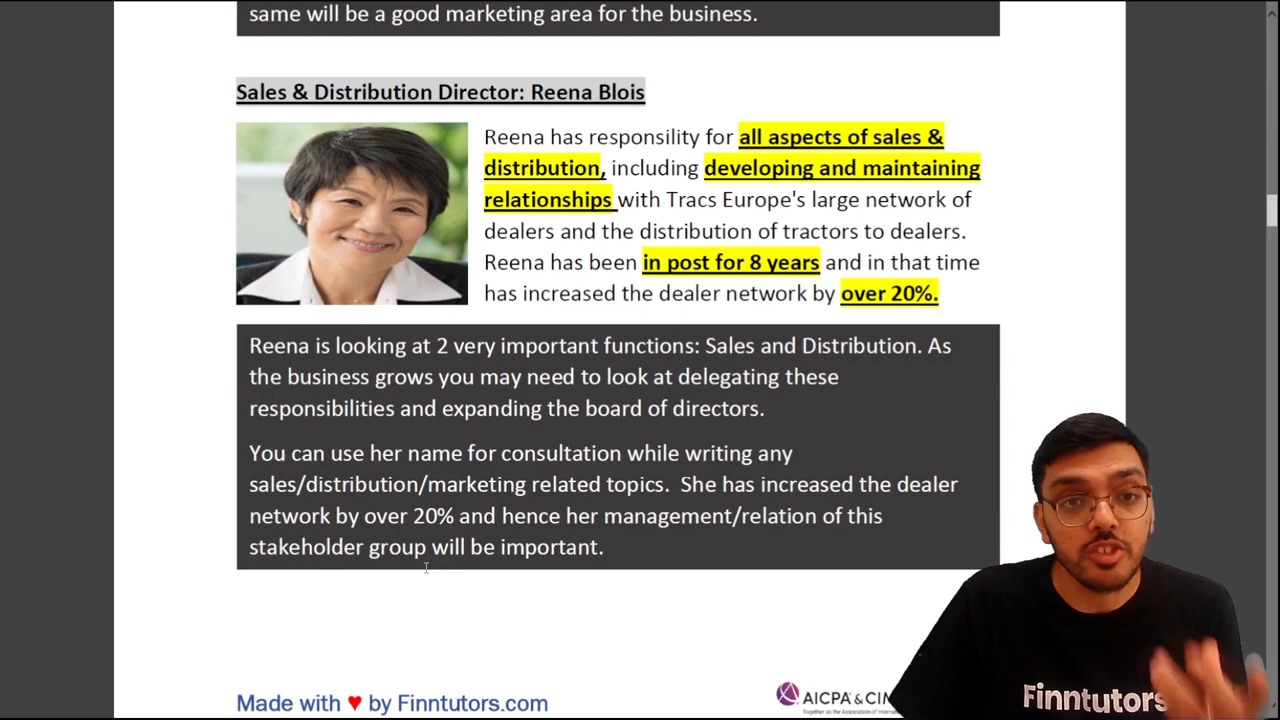 same will be a good marketing area for the business.
Sales & Distribution Director: Reena Blois
Reena has responsility for all aspects of sales &
distribution, including developing and maintaining
relationships with Tracs Europe's large network of
dealers and the distribution of tractors to dealers.
Reena has been in post for 8 years and in that time
has increased the dealer network by over 20%.
Reena is looking at 2 very important functions: Sales and Distribution. As
the business grows you may need to look at delegating these
responsibilities and expanding the board of directors.
You can use her name for consultation while writing any
sales/distribution/marketing related topics. She has increased the dealer
network by over 20% and hence her management/relation of this
stakeholder group will be important.
Made with ♥ by Finntutors.com
AICPA & CIM
Finntutors